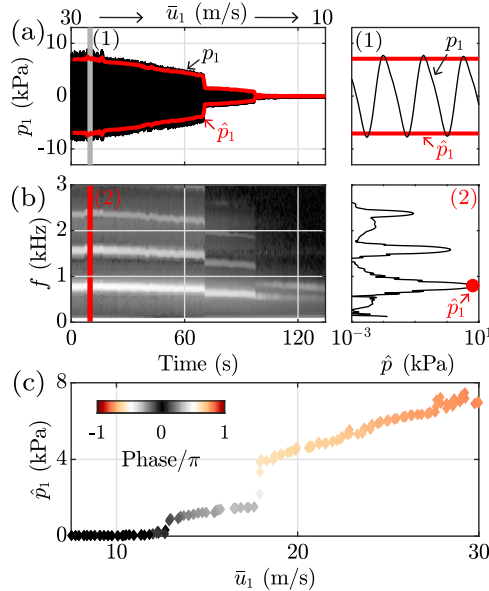 30 → ū₁ (m/s) → 10
(a)
(1)
p₁
p̂₁
10
0
-10
p₁ (kPa)
(1)
p₁
p̂₁
(b)
(2)
3
2
1
0
f (kHz)
0
60
120
Time (s)
(2)
p̂₁
10⁻³
10¹
p̂ (kPa)
(c)
8
4
0
p̂₁ (kPa)
-1
0
1
Phase/π
10
20
30
ū₁ (m/s)